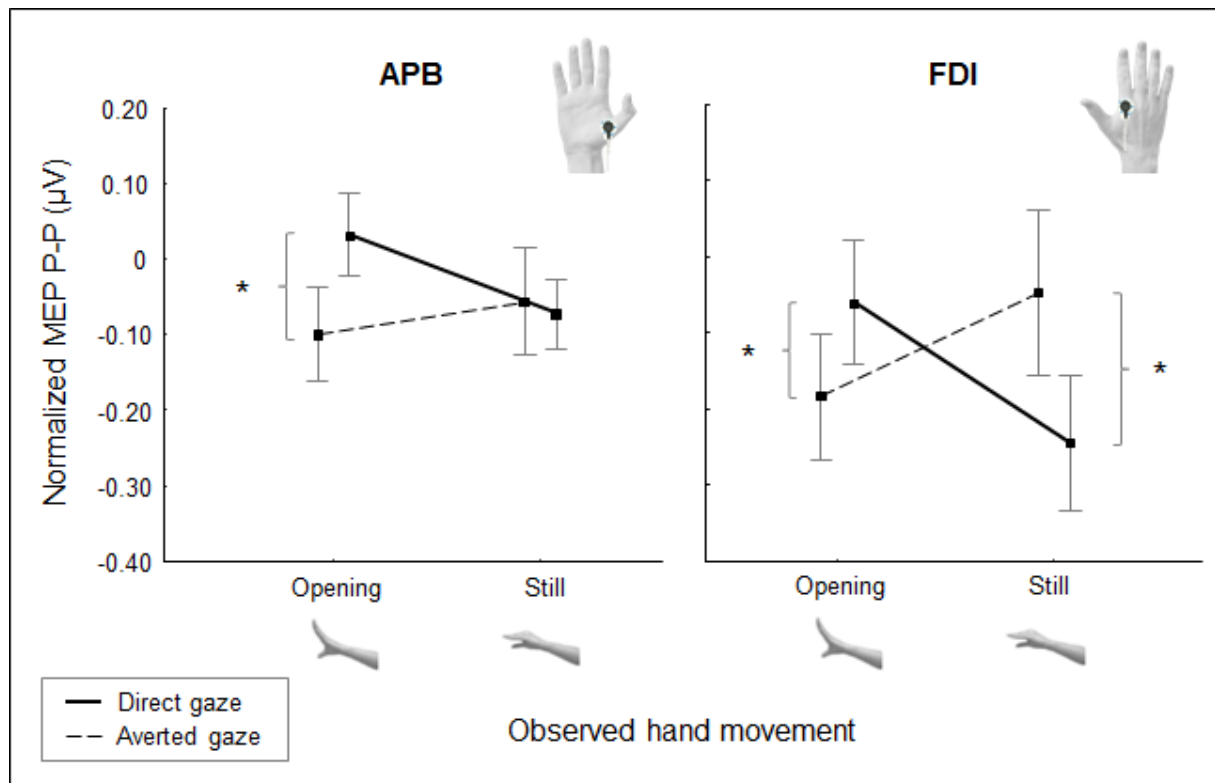 APB
FDI
Normalized MEP P-P (µV)
0.20
0.10
0
-0.10
-0.20
-0.30
-0.40
*
*
*
Opening
Still
Opening
Still
Direct gaze
Averted gaze
Observed hand movement